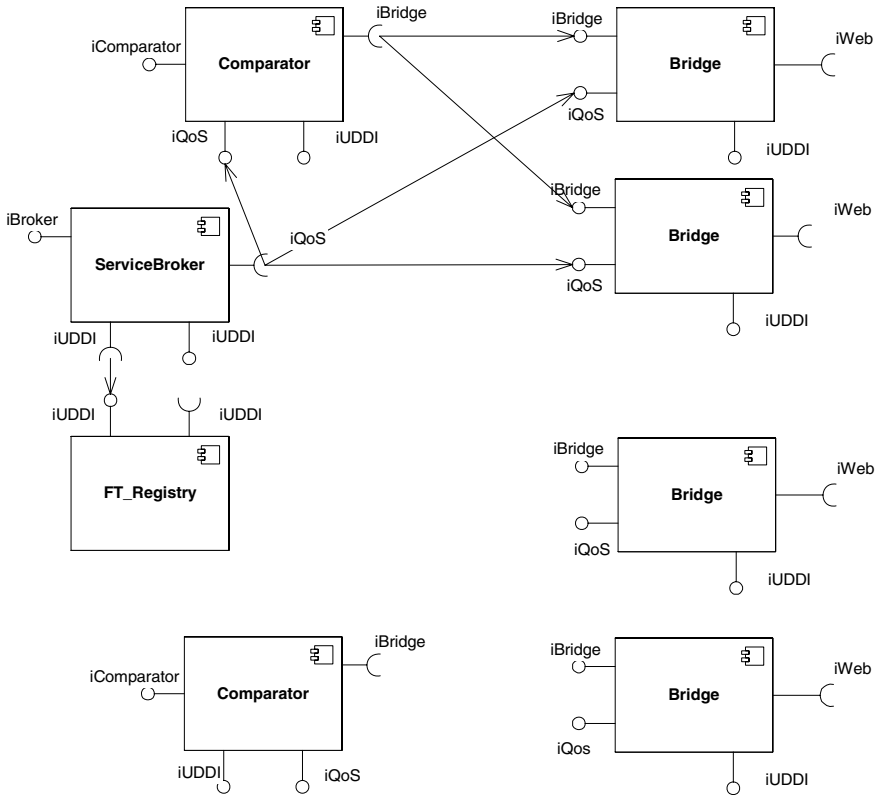 iBridge
iBridge
iComparator
Comparator
Bridge
iWeb
iQoS
iUDDI
iQoS
iUDDI
iBridge
iBroker
iQoS
ServiceBroker
Bridge
iWeb
iQoS
iUDDI
iUDDI
iUDDI
iUDDI
iUDDI
FT_Registry
iBridge
Bridge
iWeb
iQoS
iUDDI
iBridge
iBridge
iComparator
Comparator
Bridge
iWeb
iQos
iUDDI
iQoS
iUDDI